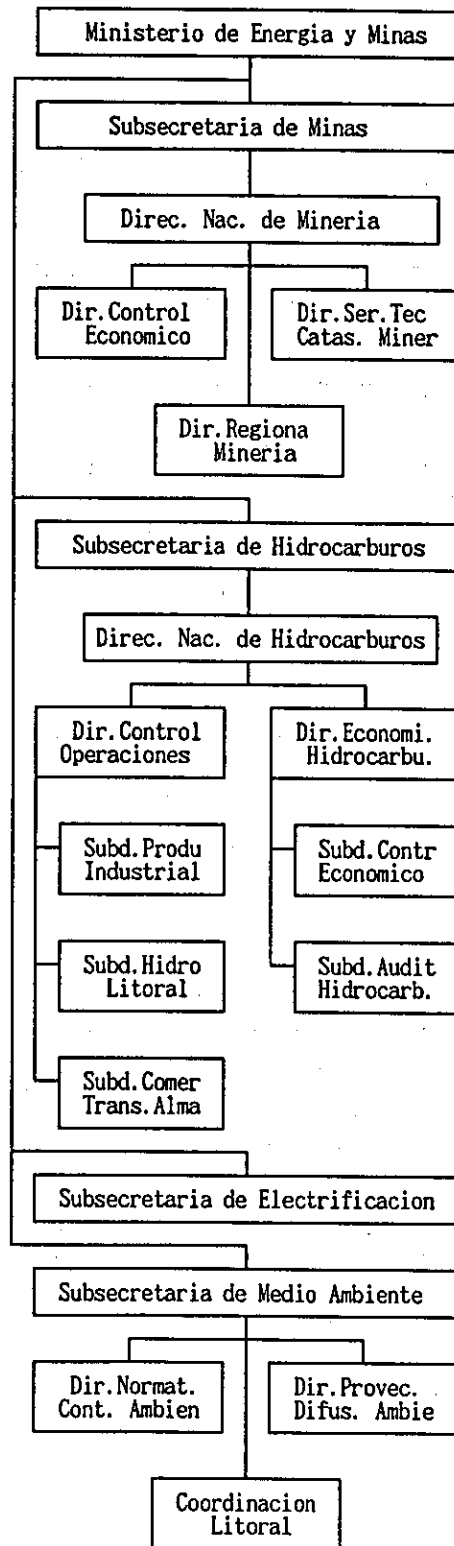 Ministerio de Energia y Minas
Subsecretaria de Minas
Direc. Nac. de Mineria
Dir.Control
Economico
Dir.Ser.Tec
Catas. Miner
Dir.Regiona
Mineria
Subsecretaria de Hidrocarburos
Direc. Nac. de Hidrocarburos
Dir.Control
Operaciones
Dir.Economi.
Hidrocarbu.
Subd.Produ
Industrial
Subd.Contr
Economico
Subd.Hidro
Litoral
Subd.Audit
Hidrocarb.
Subd.Comer
Trans.Alma
Subsecretaria de Electrificacion
Subsecretaria de Medio Ambiente
Dir.Normat.
Cont. Ambien
Dir.Provec.
Difus. Ambie
Coordinacion
Litoral